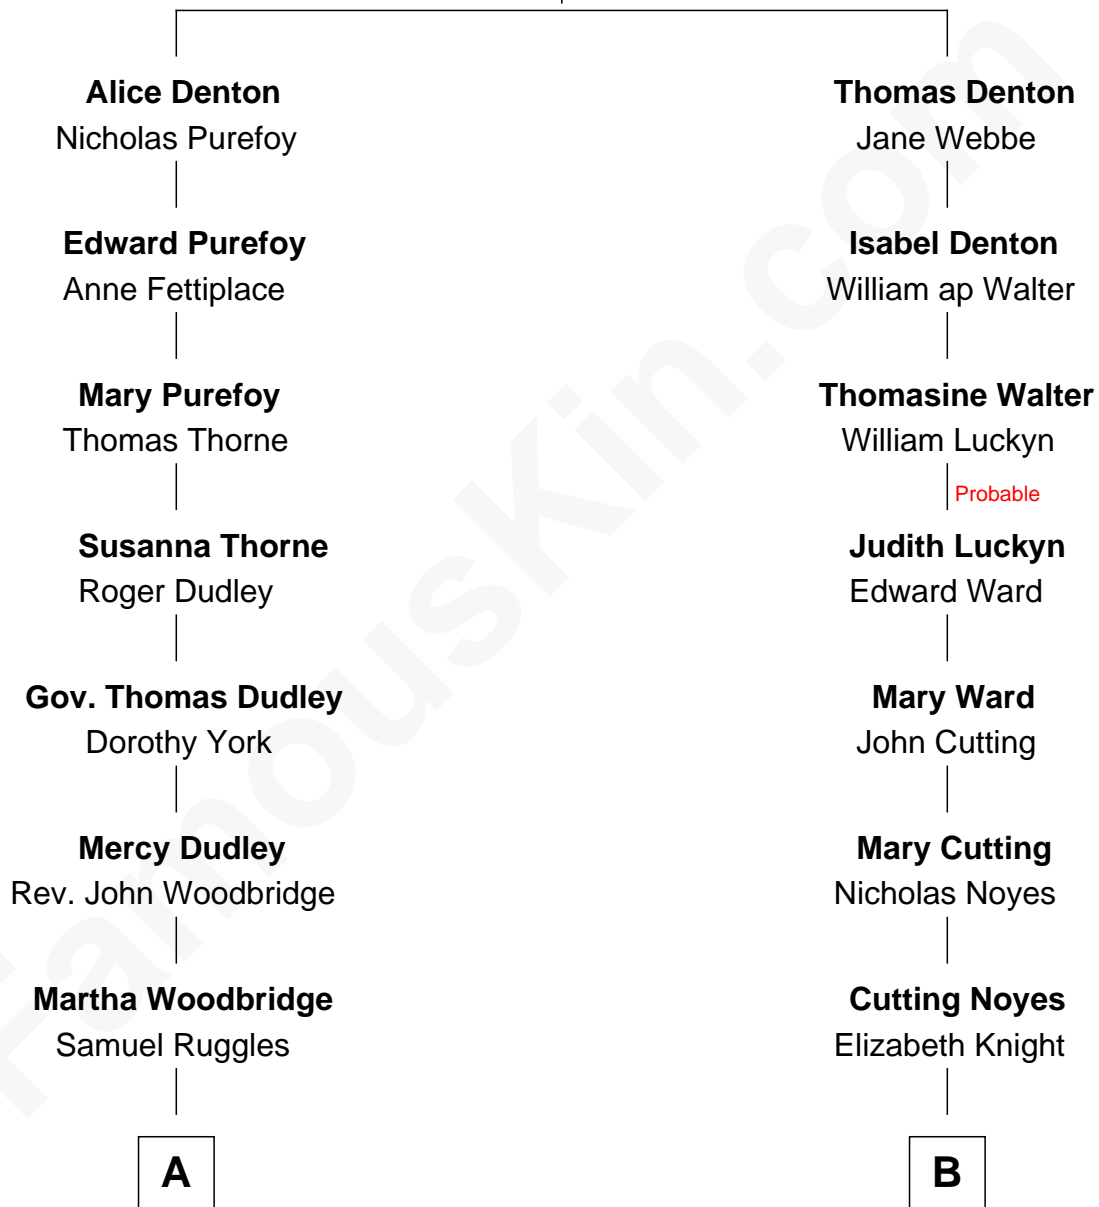 Alice Denton
Nicholas Purefoy
Thomas Denton
Jane Webbe
Edward Purefoy
Anne Fettiplace
Isabel Denton
William ap Walter
Mary Purefoy
Thomas Thorne
Thomasine Walter
William Luckyn
Probable
Susanna Thorne
Roger Dudley
Judith Luckyn
Edward Ward
Gov. Thomas Dudley
Dorothy York
Mary Ward
John Cutting
Mercy Dudley
Rev. John Woodbridge
Mary Cutting
Nicholas Noyes
Martha Woodbridge
Samuel Ruggles
Cutting Noyes
Elizabeth Knight
A
B
FamousKin.com